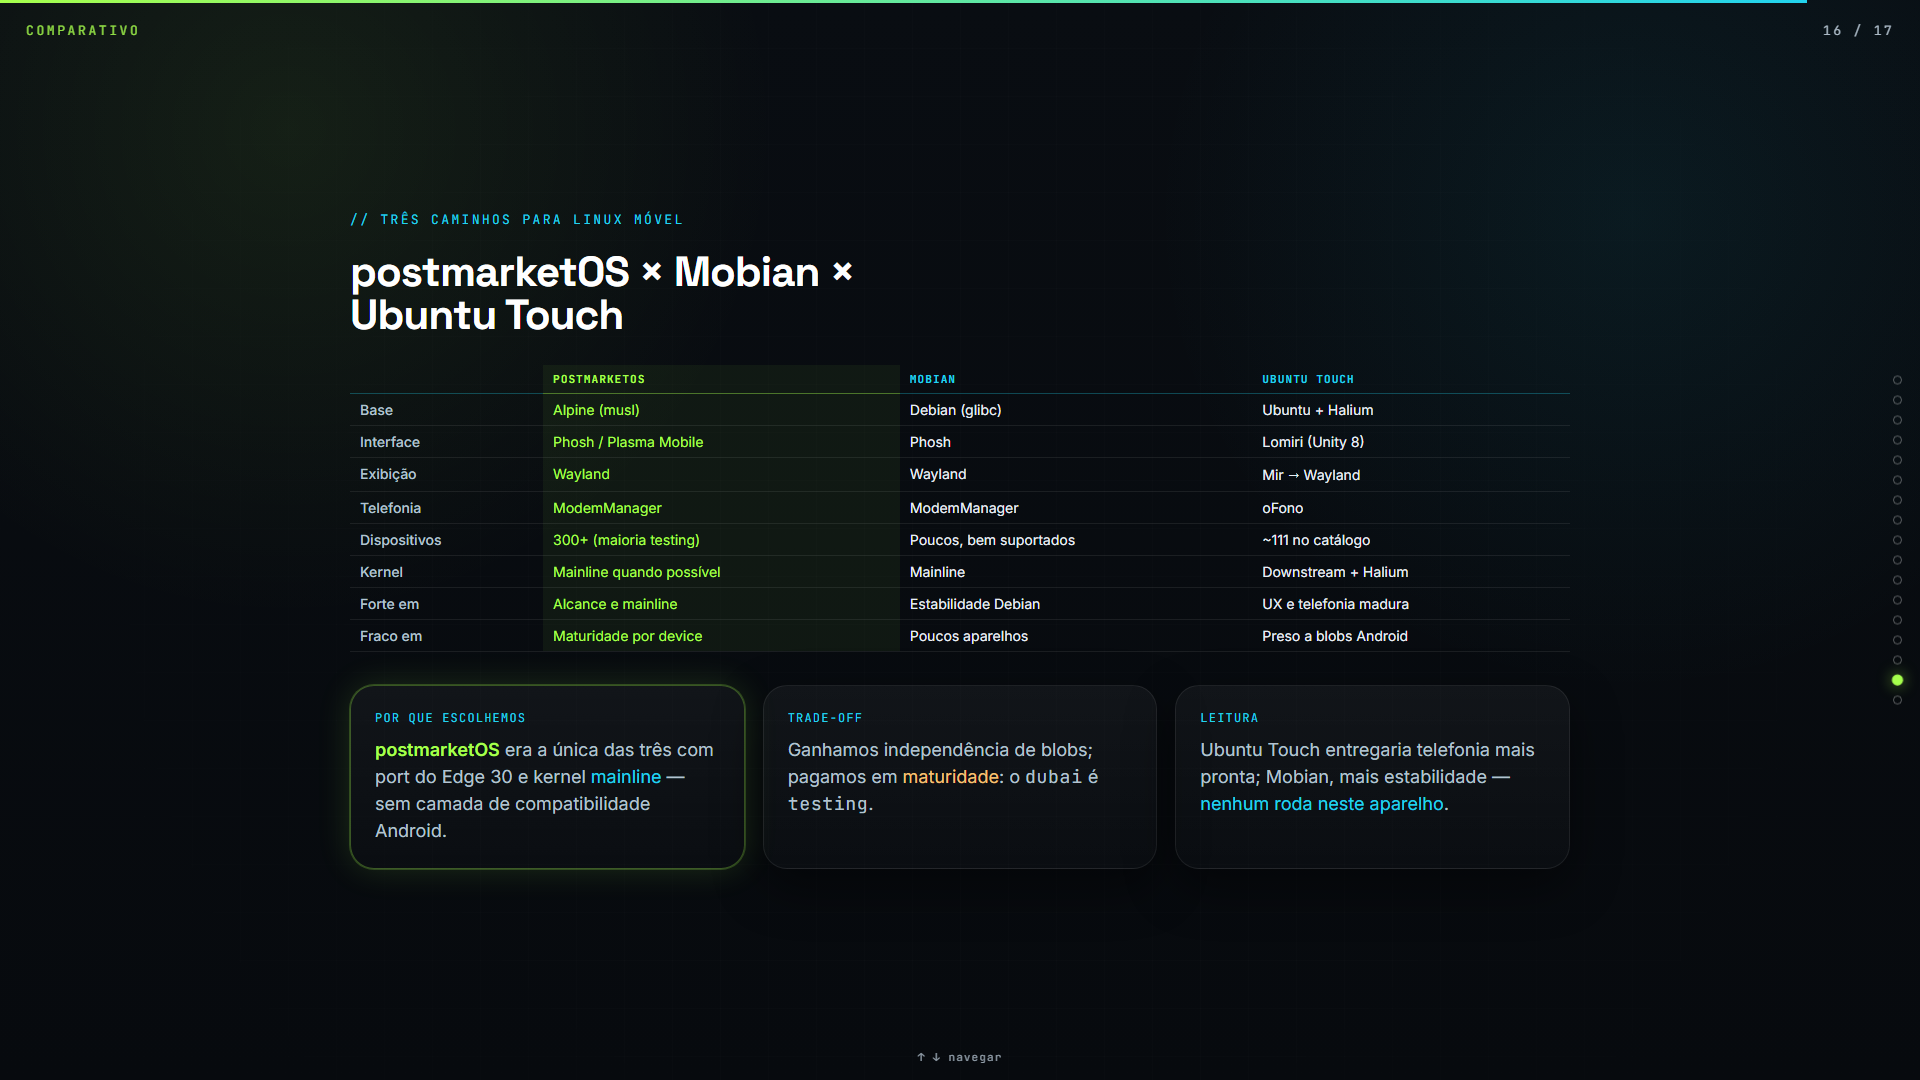 COMPARATIVO
16 / 17
// TRÊS CAMINHOS PARA LINUX MÓVEL
postmarketOS × Mobian ×
Ubuntu Touch
POSTMARKETOS MOBIAN UBUNTU TOUCH
Base Alpine (musl) Debian (glibc) Ubuntu + Halium
Interface Phosh / Plasma Mobile Phosh Lomiri (Unity 8)
Exibição Wayland Wayland Mir → Wayland
Telefonia ModemManager ModemManager oFono
Dispositivos 300+ (maioria testing) Poucos, bem suportados ~111 no catálogo
Kernel Mainline quando possível Mainline Downstream + Halium
Forte em Alcance e mainline Estabilidade Debian UX e telefonia madura
Fraco em Maturidade por device Poucos aparelhos Preso a blobs Android
POR QUE ESCOLHEMOS
postmarketOS era a única das três com
port do Edge 30 e kernel mainline —
sem camada de compatibilidade
Android.
TRADE-OFF
Ganhamos independência de blobs;
pagamos em maturidade: o dubai é
testing.
LEITURA
Ubuntu Touch entregaria telefonia mais
pronta; Mobian, mais estabilidade —
nenhum roda neste aparelho.
↑ ↓ navegar